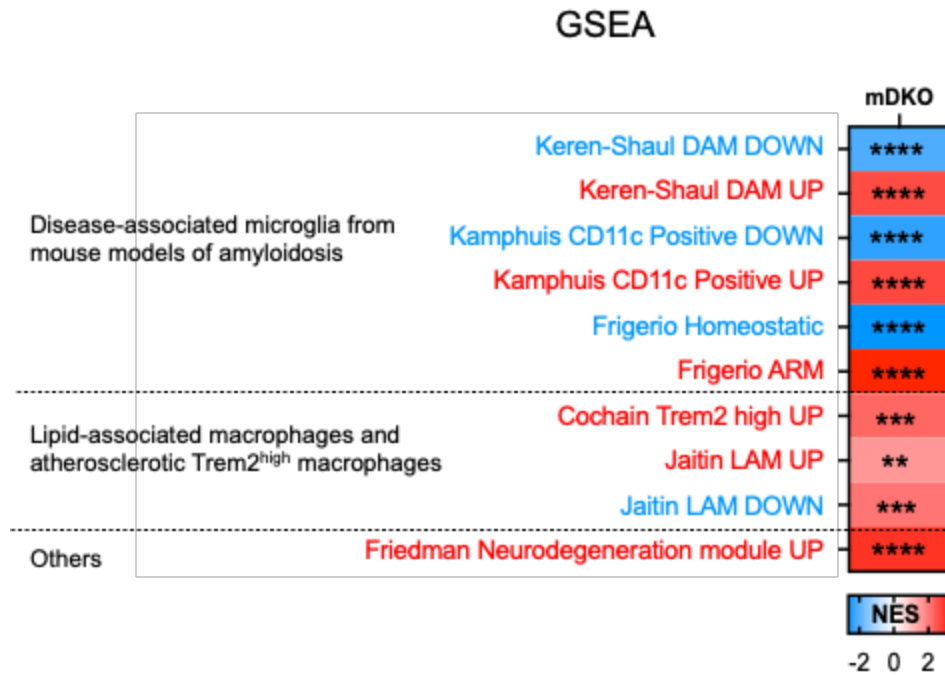 GSEA
mDKO
Keren-Shaul DAM DOWN ****
Keren-Shaul DAM UP ****
Disease-associated microglia from
mouse models of amyloidosis
Kamphuis CD11c Positive DOWN ****
Kamphuis CD11c Positive UP ****
Frigerio Homeostatic ****
Frigerio ARM ****
Cochain Trem2 high UP ***
Lipid-associated macrophages and
atherosclerotic Trem2^high macrophages
Jaitin LAM UP **
Jaitin LAM DOWN ***
Others
Friedman Neurodegeneration module UP ****
NES
-2 0 2